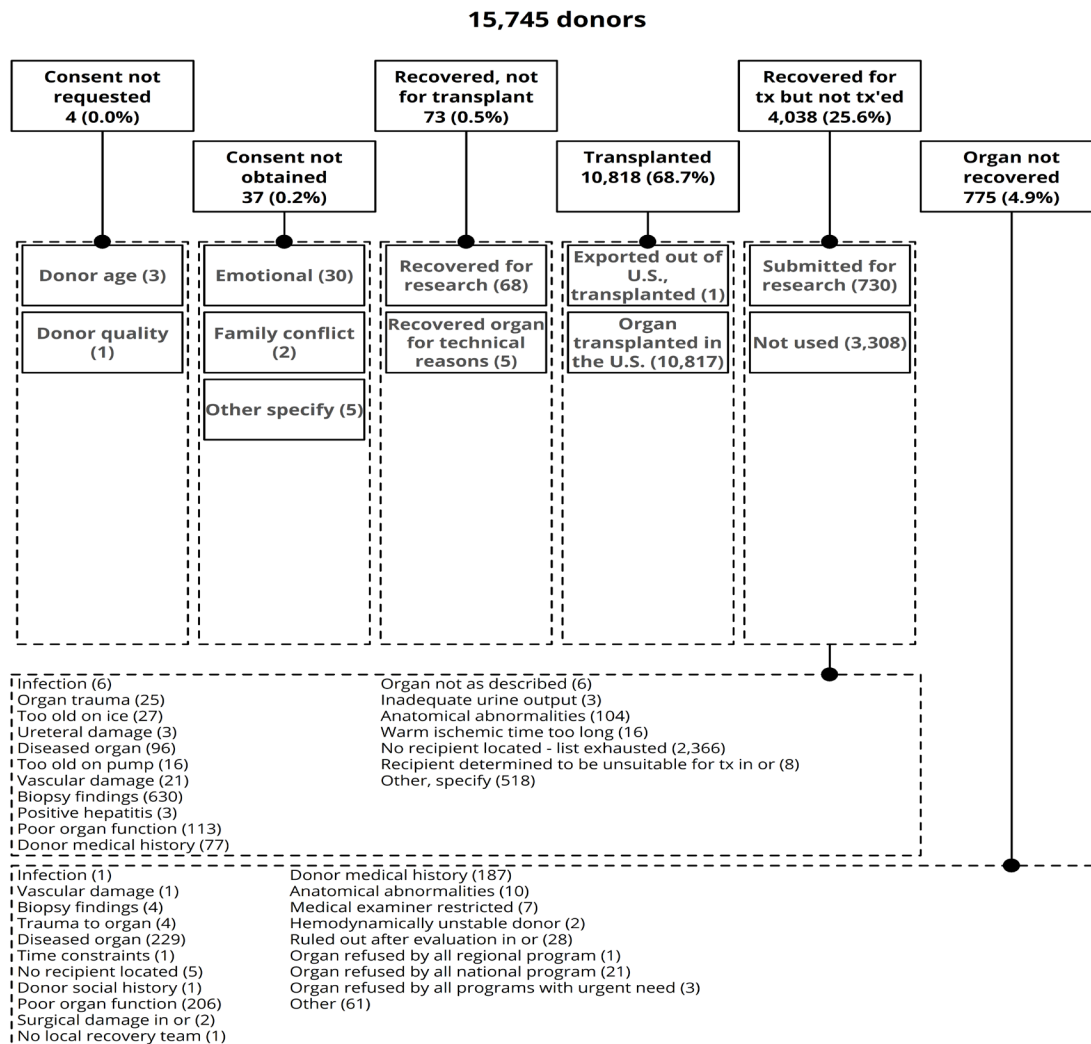 15,745 donors
Consent not
requested
4 (0.0%)
Recovered, not
for transplant
73 (0.5%)
Recovered for
tx but not tx'ed
4,038 (25.6%)
Consent not
obtained
37 (0.2%)
Transplanted
10,818 (68.7%)
Organ not
recovered
775 (4.9%)
Donor age (3)
Donor quality
(1)
Emotional (30)
Family conflict
(2)
Other specify (5)
Recovered for
research (68)
Recovered organ
for technical
reasons (5)
Exported out of
U.S.,
transplanted (1)
Organ
transplanted in
the U.S. (10,817)
Submitted for
research (730)
Not used (3,308)
Infection (6)
Organ trauma (25)
Too old on ice (27)
Ureteral damage (3)
Diseased organ (96)
Too old on pump (16)
Vascular damage (21)
Biopsy findings (630)
Positive hepatitis (3)
Poor organ function (113)
Donor medical history (77)
Organ not as described (6)
Inadequate urine output (3)
Anatomical abnormalities (104)
Warm ischemic time too long (16)
No recipient located - list exhausted (2,366)
Recipient determined to be unsuitable for tx in or (8)
Other, specify (518)
Infection (1)
Vascular damage (1)
Biopsy findings (4)
Trauma to organ (4)
Diseased organ (229)
Time constraints (1)
No recipient located (5)
Donor social history (1)
Poor organ function (206)
Surgical damage in or (2)
No local recovery team (1)
Donor medical history (187)
Anatomical abnormalities (10)
Medical examiner restricted (7)
Hemodynamically unstable donor (2)
Ruled out after evaluation in or (28)
Organ refused by all regional program (1)
Organ refused by all national program (21)
Organ refused by all programs with urgent need (3)
Other (61)